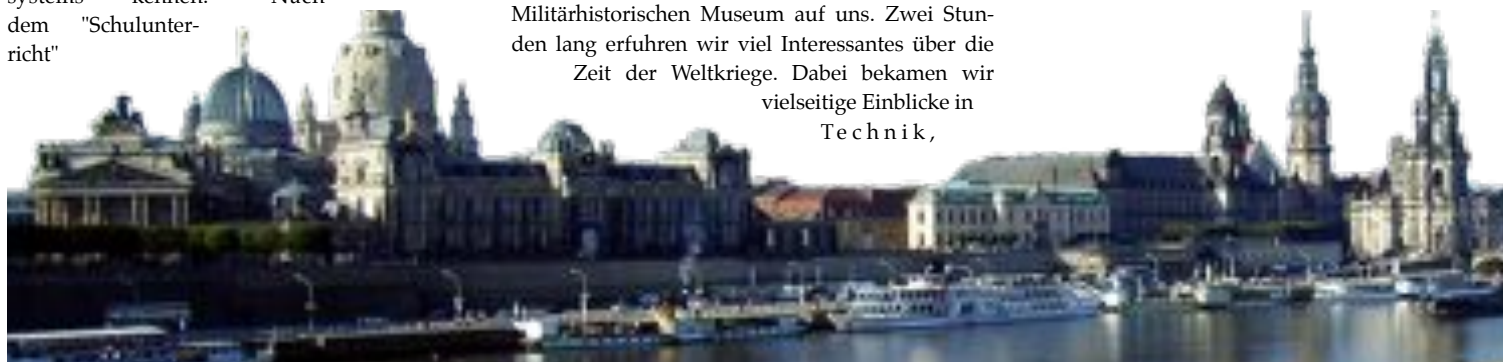 systems kennen. Nach
dem "Schulunter-
richt"
Militärhistorischen Museum auf uns. Zwei Stun-
den lang erfuhren wir viel Interessantes über die
Zeit der Weltkriege. Dabei bekamen wir
vielseitige Einblicke in
Technik,